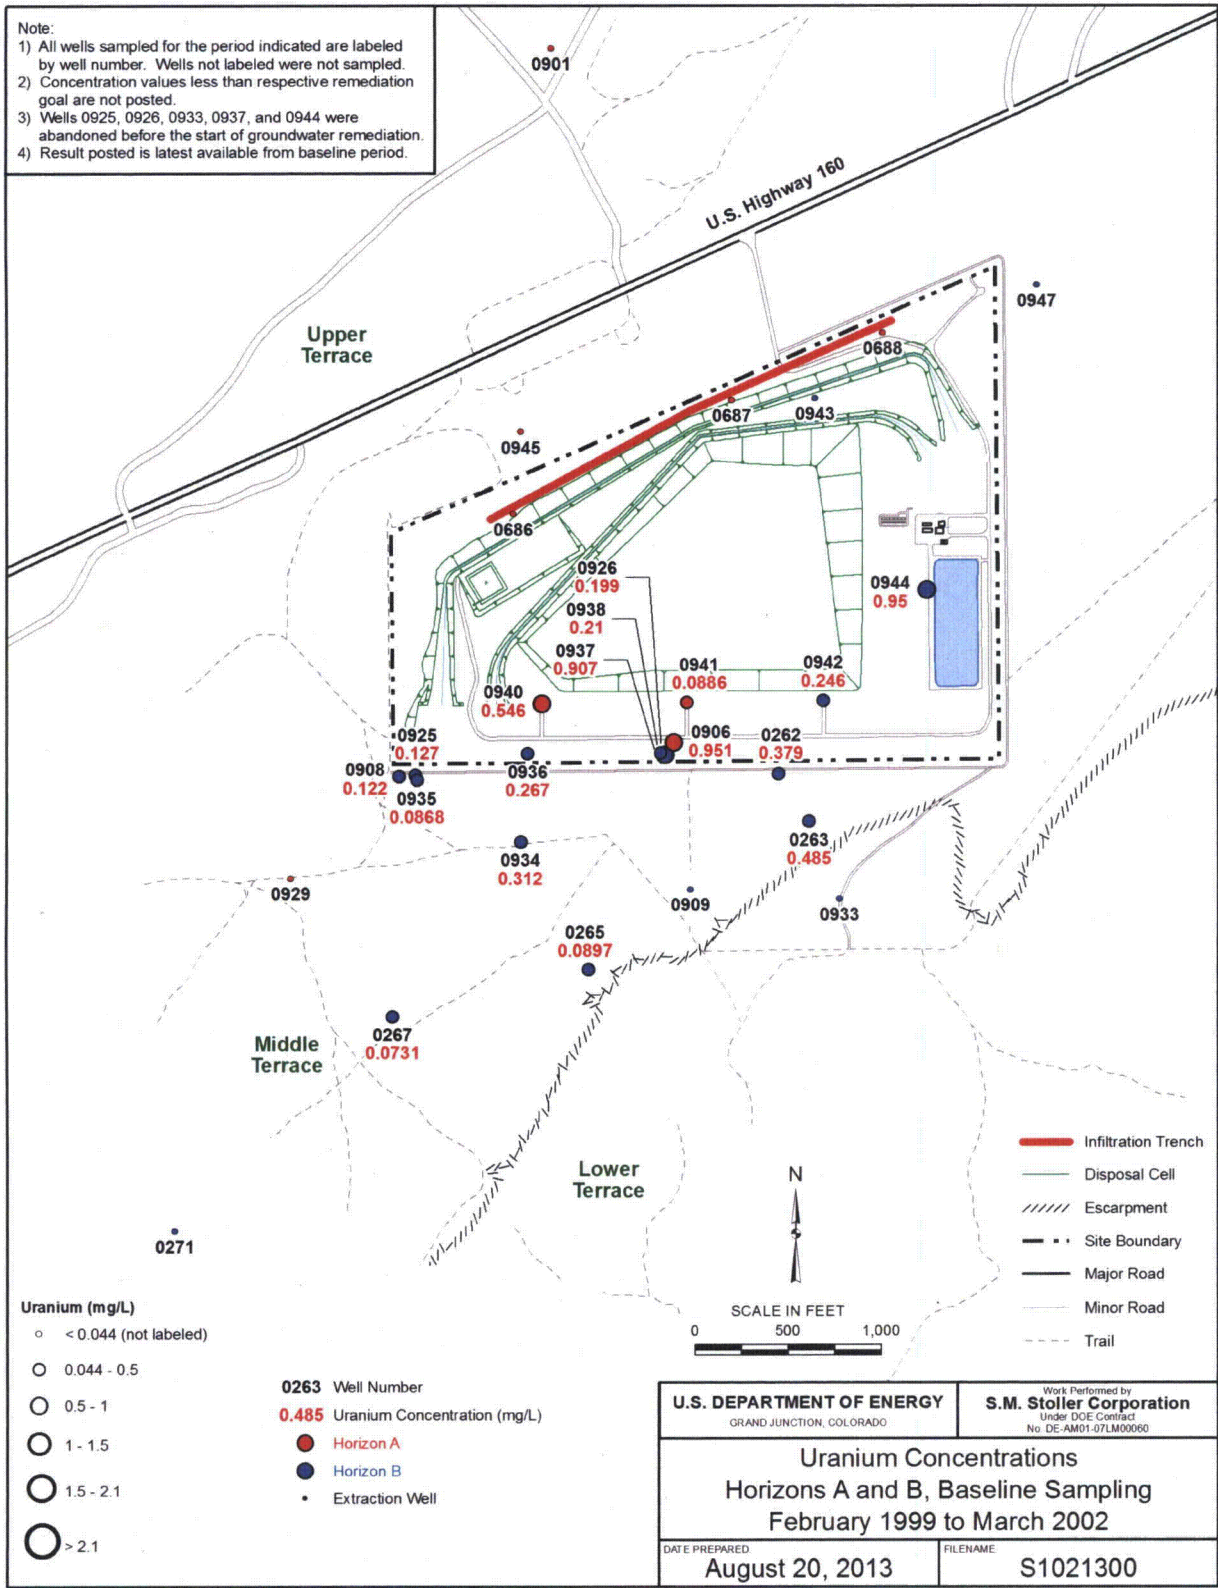 Note:
1) All wells sampled for the period indicated are labeled
by well number. Wells not labeled were not sampled.
2) Concentration values less than respective remediation
goal are not posted.
3) Wells 0925, 0926, 0933, 0937, and 0944 were
abandoned before the start of groundwater remediation.
4) Result posted is latest available from baseline period.
0901
U.S. Highway 160
0947
Upper
Terrace
0688
0687
0943
0945
0686
0926
0.199
0938
0.21
0937
0.907
0944
0.95
0941
0.0886
0942
0.246
0940
0.546
0925
0.127
0906
0.951
0262
0.379
0908
0.122
0936
0.267
0935
0.0868
0263
0.485
0934
0.312
0929
0909
0933
0265
0.0897
0267
0.0731
Middle
Terrace
Lower
Terrace
0271
N
SCALE IN FEET
0 500 1,000
Infiltration Trench
Disposal Cell
Escarpment
Site Boundary
Major Road
Minor Road
Trail
Uranium (mg/L)
< 0.044 (not labeled)
0.044 - 0.5
0.5 - 1
1 - 1.5
1.5 - 2.1
> 2.1
0263 Well Number
0.485 Uranium Concentration (mg/L)
Horizon A
Horizon B
Extraction Well
U.S. DEPARTMENT OF ENERGY
GRAND JUNCTION, COLORADO
Work Performed by
S.M. Stoller Corporation
Under DOE Contract
No. DE-AM01-07LM00060
Uranium Concentrations
Horizons A and B, Baseline Sampling
February 1999 to March 2002
DATE PREPARED
August 20, 2013
FILENAME
S1021300